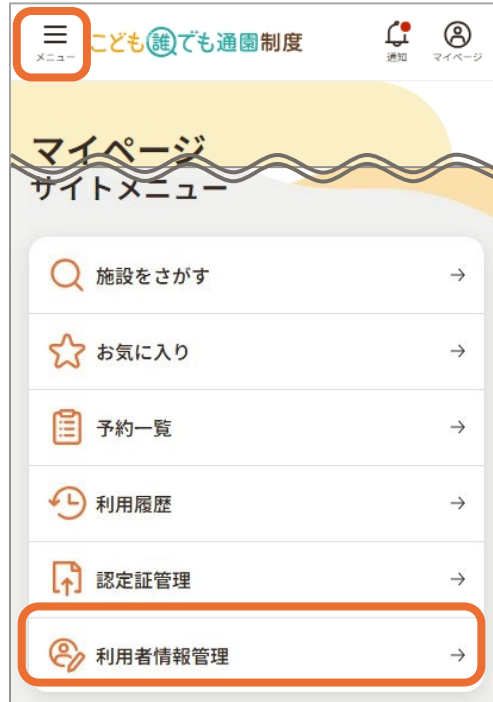 こども誰でも通園制度
メニュー
通知
マイページ
マイページ
サイトメニュー
施設をさがす
お気に入り
予約一覧
利用履歴
認定証管理
利用者情報管理